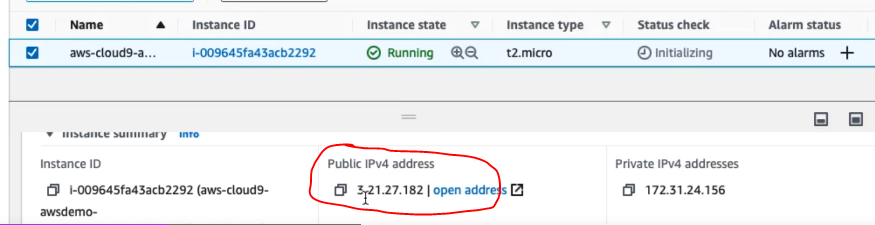 Name Instance ID Instance state Instance type Status check Alarm status
aws-cloud9-a... i-009645fa43acb2292 Running t2.micro Initializing No alarms +
Instance summary Info
Instance ID Public IPv4 address Private IPv4 addresses
i-009645fa43acb2292 (aws-cloud9- 3.21.27.182 | open address 172.31.24.156
awsdemo-